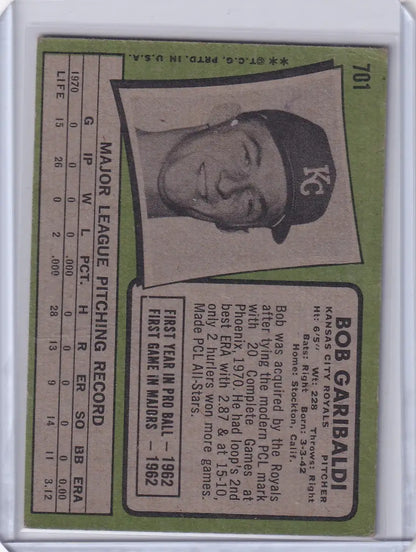 701
BOB GARIBALDI
KANSAS CITY ROYALS PITCHER
Ht: 6'5" Wt: 228 Throws: Right
Bats: Right Born: 3-3-42
Home: Stockton, Calif.
KC
Bob was acquired by the Royals
after tying the modern PCL mark
with 20 Complete Games at
Phoenix 1970. He had loop's 2nd
best ERA with 2.87 & at 15-10,
only 2 hurlers won more games.
Made PCL All-Stars.
FIRST YEAR IN PRO BALL — 1962
FIRST GAME IN MAJORS — 1962
**©T.C.G. PRTD. IN U.S.A.
MAJOR LEAGUE PITCHING RECORD
G IP W L PCT. H R ER SO BB ERA
1970 0 0 0 0 .000 0 0 0 0 0 0.00
LIFE 15 26 0 2 .000 28 13 9 14 11 3.12